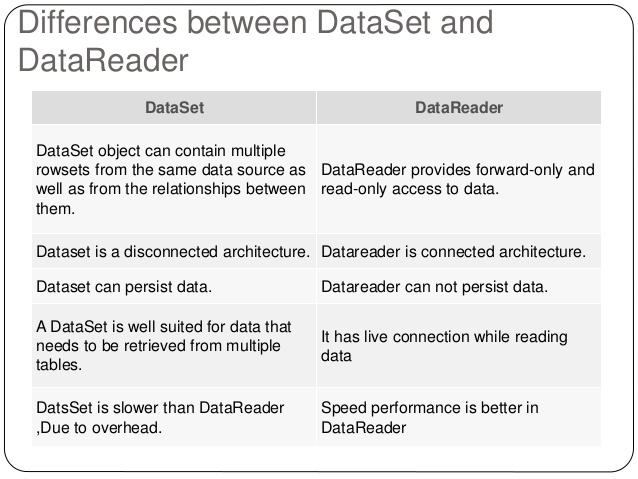 Differences between DataSet and
DataReader
DataSet
DataReader
DataSet object can contain multiple
rowsets from the same data source as
well as from the relationships between
them.
DataReader provides forward-only and
read-only access to data.
Dataset is a disconnected architecture.
Datareader is connected architecture.
Dataset can persist data.
Datareader can not persist data.
A DataSet is well suited for data that
needs to be retrieved from multiple
tables.
It has live connection while reading
data
DatsSet is slower than DataReader
,Due to overhead.
Speed performance is better in
DataReader